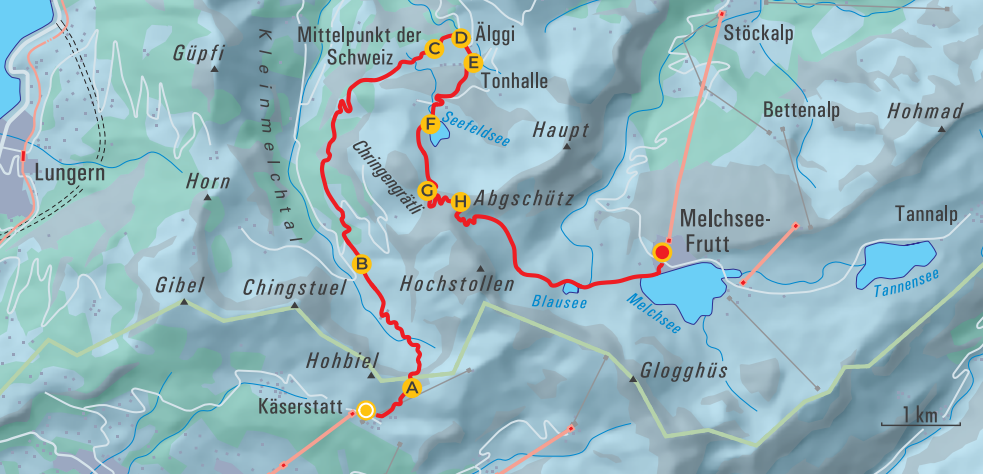 Mittelpunkt der
Schweiz
C
D
Älggi
E
Tonhalle
Stöckalp
Güpfi
Kleinmelchtal
F
Seefeldsee
Haupt
Bettenalp
Hohmad
Lungern
Horn
Chringengrätli
G
H
Abgschütz
Melchsee-
Frutt
Tannalp
B
Gibel
Chingstuel
Hochstollen
Blausee
Melchsee
Tannensee
Hohbiel
A
Glogghüs
Käserstatt
1 km